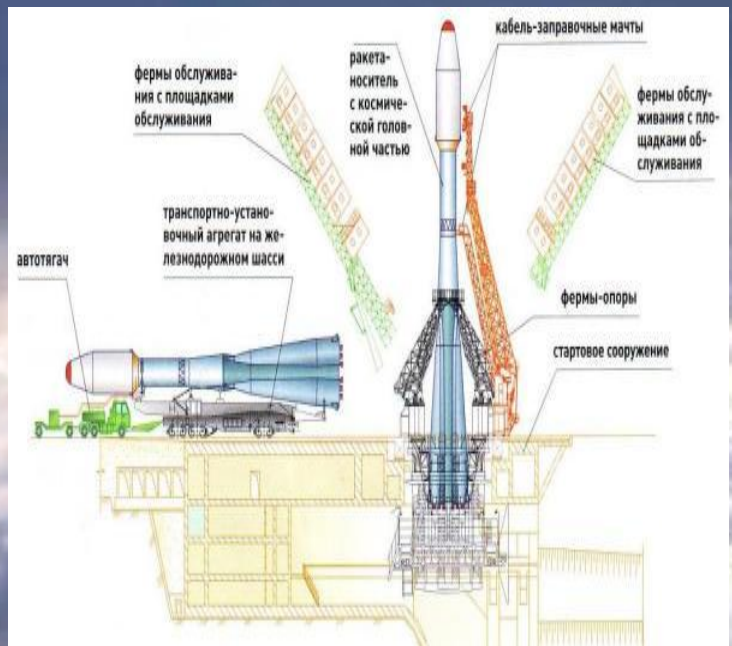 кабель-заправочные мачты
ракета-
носитель
с космиче-
ской голов-
ной частью
фермы обслужива-
ния с площадками
обслуживания
фермы обслу-
живания с пло-
щадками об-
служивания
транспортно-устано-
вочный агрегат на же-
лезнодорожном шасси
автотягач
фермы-опоры
стартовое сооружение